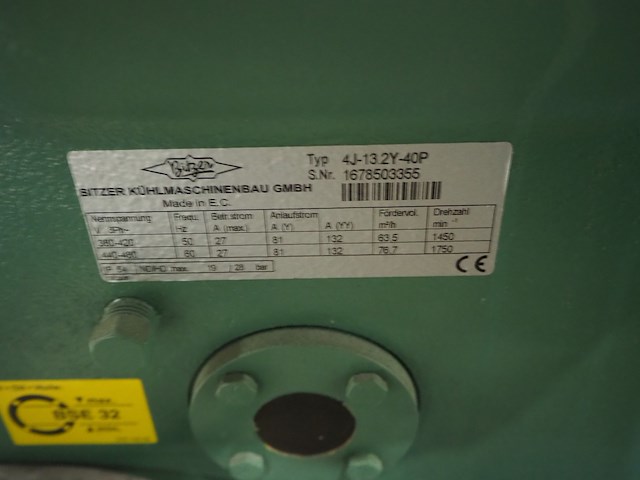 Bitzer
Typ 4J-13.2Y-40P
S.Nr. 1678503355
BITZER KÜHLMASCHINENBAU GMBH
Made in E.C.
Nennspannung Frequ. Betr.strom Anlaufstrom Fördervol. Drehzahl
V 3Ph~ Hz A (max.) A (Y) A (YY) m³/h min
380-420 50 27 81 132 63,5 1450
440-480 60 27 81 132 76,7 1750
ND/HD max. 19 28 bar
CE
max.
BSE 32